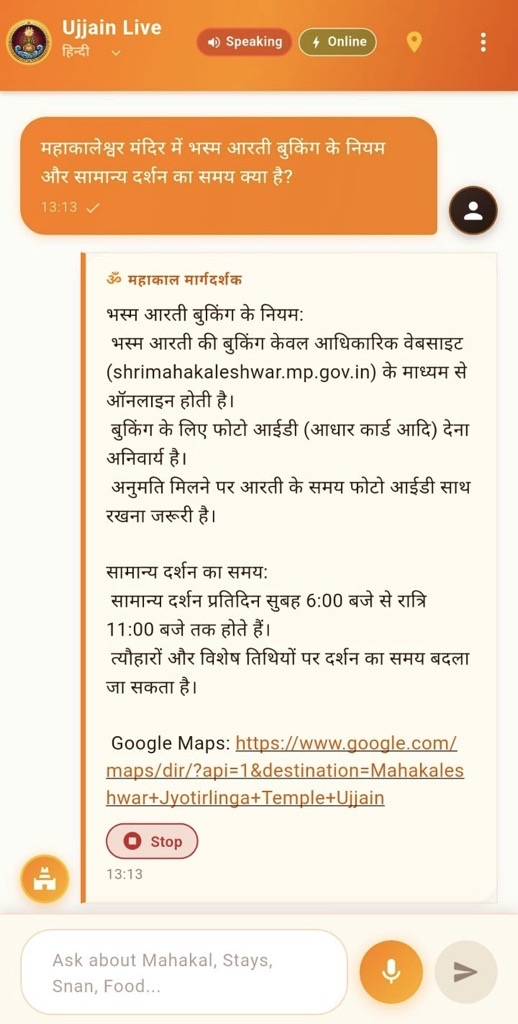 Ujjain Live
हिन्दी
Speaking
Online
महाकालेश्वर मंदिर में भस्म आरती बुकिंग के नियम
और सामान्य दर्शन का समय क्या है?
13:13
ॐ महाकाल मार्गदर्शक
भस्म आरती बुकिंग के नियम:
भस्म आरती की बुकिंग केवल आधिकारिक वेबसाइट
(shrimahakaleshwar.mp.gov.in) के माध्यम से
ऑनलाइन होती है।
बुकिंग के लिए फोटो आईडी (आधार कार्ड आदि) देना
अनिवार्य है।
अनुमति मिलने पर आरती के समय फोटो आईडी साथ
रखना जरूरी है।
सामान्य दर्शन का समय:
सामान्य दर्शन प्रतिदिन सुबह 6:00 बजे से रात्रि
11:00 बजे तक होते हैं।
त्यौहारों और विशेष तिथियों पर दर्शन का समय बदला
जा सकता है।
Google Maps: https://www.google.com/
maps/dir/?api=1&destination=Mahakales
hwar+Jyotirlinga+Temple+Ujjain
Stop
13:13
Ask about Mahakal, Stays,
Snan, Food...